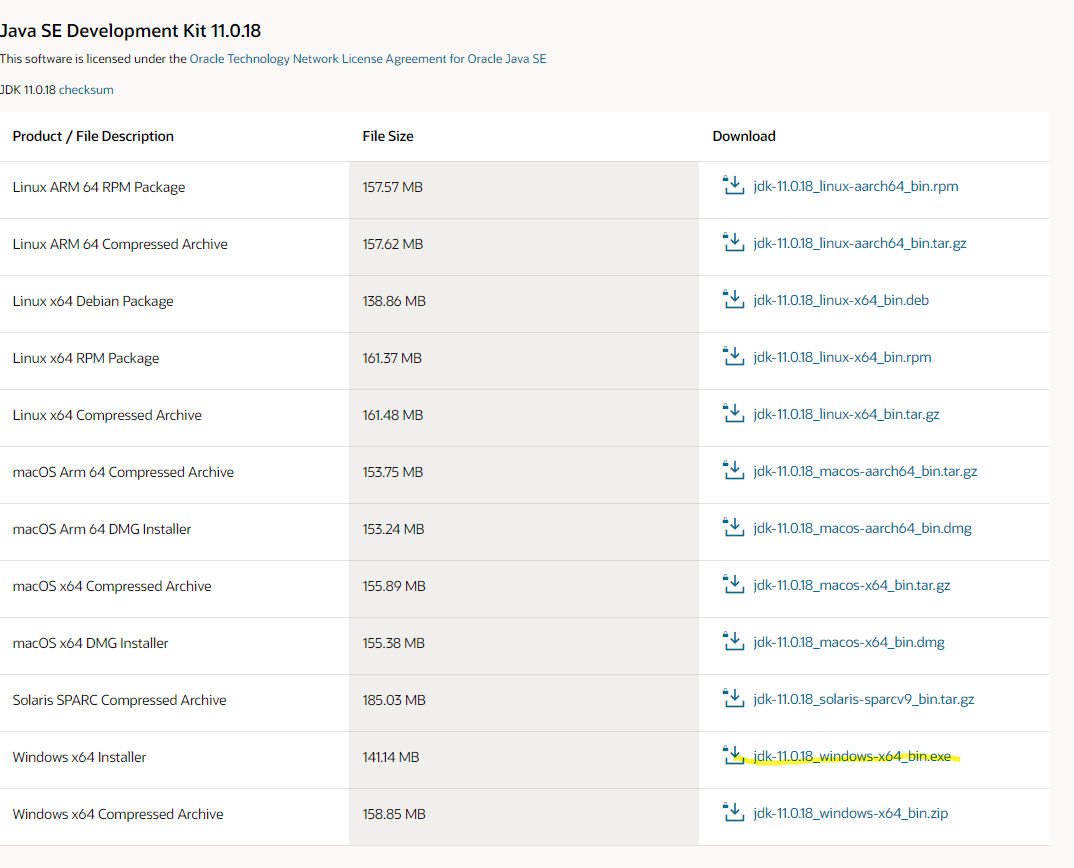 Java SE Development Kit 11.0.18
This software is licensed under the Oracle Technology Network License Agreement for Oracle Java SE
JDK 11.0.18 checksum
Product / File Description File Size Download
Linux ARM 64 RPM Package 157.57 MB jdk-11.0.18_linux-aarch64_bin.rpm
Linux ARM 64 Compressed Archive 157.62 MB jdk-11.0.18_linux-aarch64_bin.tar.gz
Linux x64 Debian Package 138.86 MB jdk-11.0.18_linux-x64_bin.deb
Linux x64 RPM Package 161.37 MB jdk-11.0.18_linux-x64_bin.rpm
Linux x64 Compressed Archive 161.48 MB jdk-11.0.18_linux-x64_bin.tar.gz
macOS Arm 64 Compressed Archive 153.75 MB jdk-11.0.18_macos-aarch64_bin.tar.gz
macOS Arm 64 DMG Installer 153.24 MB jdk-11.0.18_macos-aarch64_bin.dmg
macOS x64 Compressed Archive 155.89 MB jdk-11.0.18_macos-x64_bin.tar.gz
macOS x64 DMG Installer 155.38 MB jdk-11.0.18_macos-x64_bin.dmg
Solaris SPARC Compressed Archive 185.03 MB jdk-11.0.18_solaris-sparcv9_bin.tar.gz
Windows x64 Installer 141.14 MB jdk-11.0.18_windows-x64_bin.exe
Windows x64 Compressed Archive 158.85 MB jdk-11.0.18_windows-x64_bin.zip